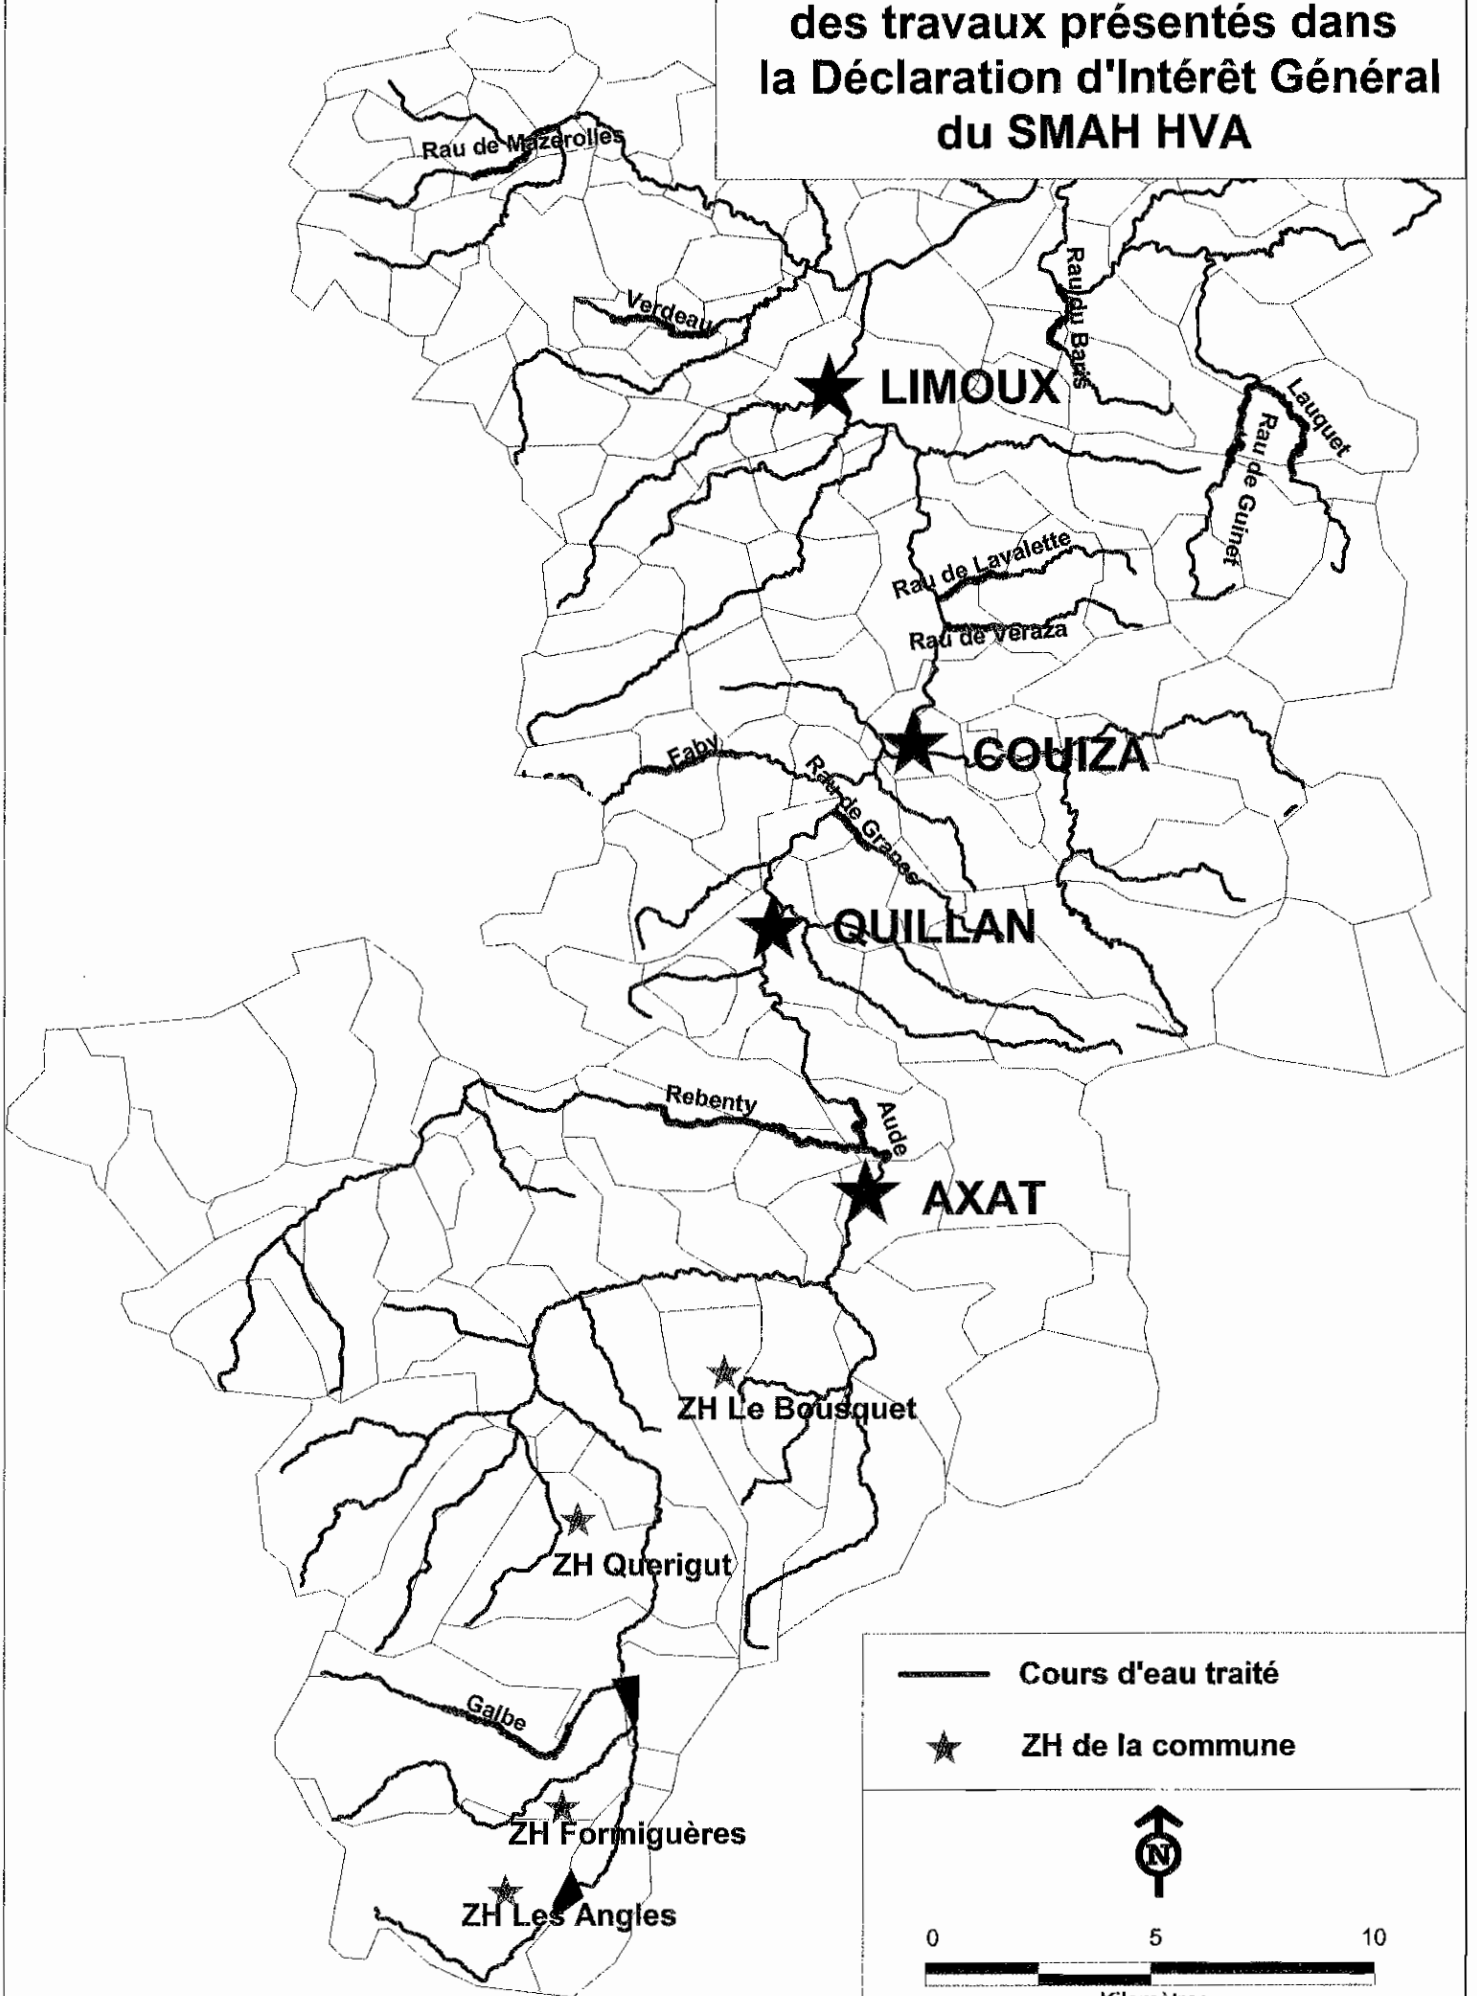 des travaux présentés dans
la Déclaration d'Intérêt Général
du SMAH HVA
Rau de Mazerolles
Verdeau
Rau du Baris
LIMOUX
Lauquet
Rau de Guinet
Rau de Lavalette
Rau de Veraza
Faby
COUIZA
Rau de Granes
QUILLAN
Rebenty
Aude
AXAT
ZH Le Bousquet
ZH Querigut
Galbe
ZH Formiguères
ZH Les Angles
Cours d'eau traité
ZH de la commune
N
0 5 10